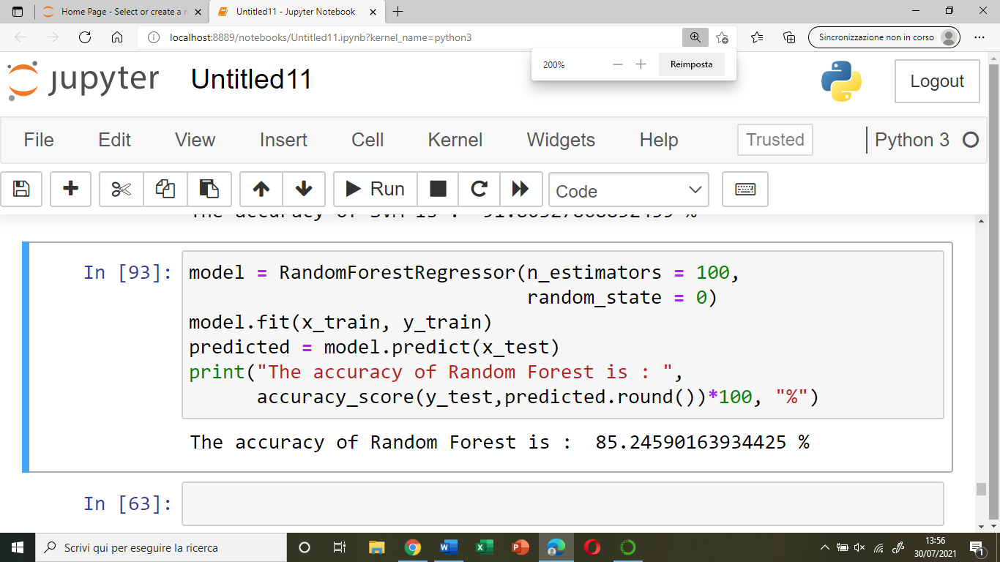 Home Page - Select or create a n
Untitled11 - Jupyter Notebook
localhost:8889/notebooks/Untitled11.ipynb?kernel_name=python3
Sincronizzazione non in corso
200%
Reimposta
jupyter
Untitled11
Logout
File Edit View Insert Cell Kernel Widgets Help
Trusted
Python 3
Run
Code
The accuracy of SVM is :
%
In [93]:
model = RandomForestRegressor(n_estimators = 100,
random_state = 0)
model.fit(x_train, y_train)
predicted = model.predict(x_test)
print("The accuracy of Random Forest is : ",
accuracy_score(y_test,predicted.round())*100, "%")
The accuracy of Random Forest is :  85.24590163934425 %
In [63]:
Scrivi qui per eseguire la ricerca
13:56
30/07/2021
1